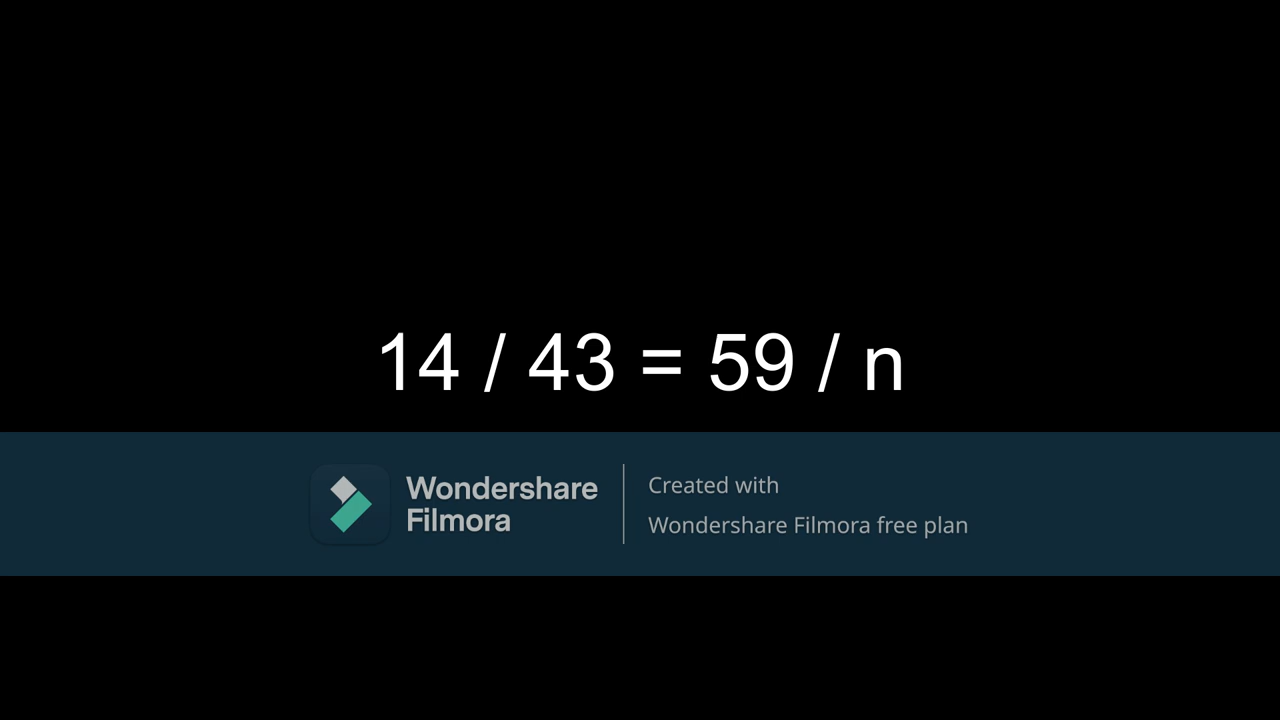 14 / 43 = 59 / n
Wondershare
Filmora
Created with
Wondershare Filmora free plan